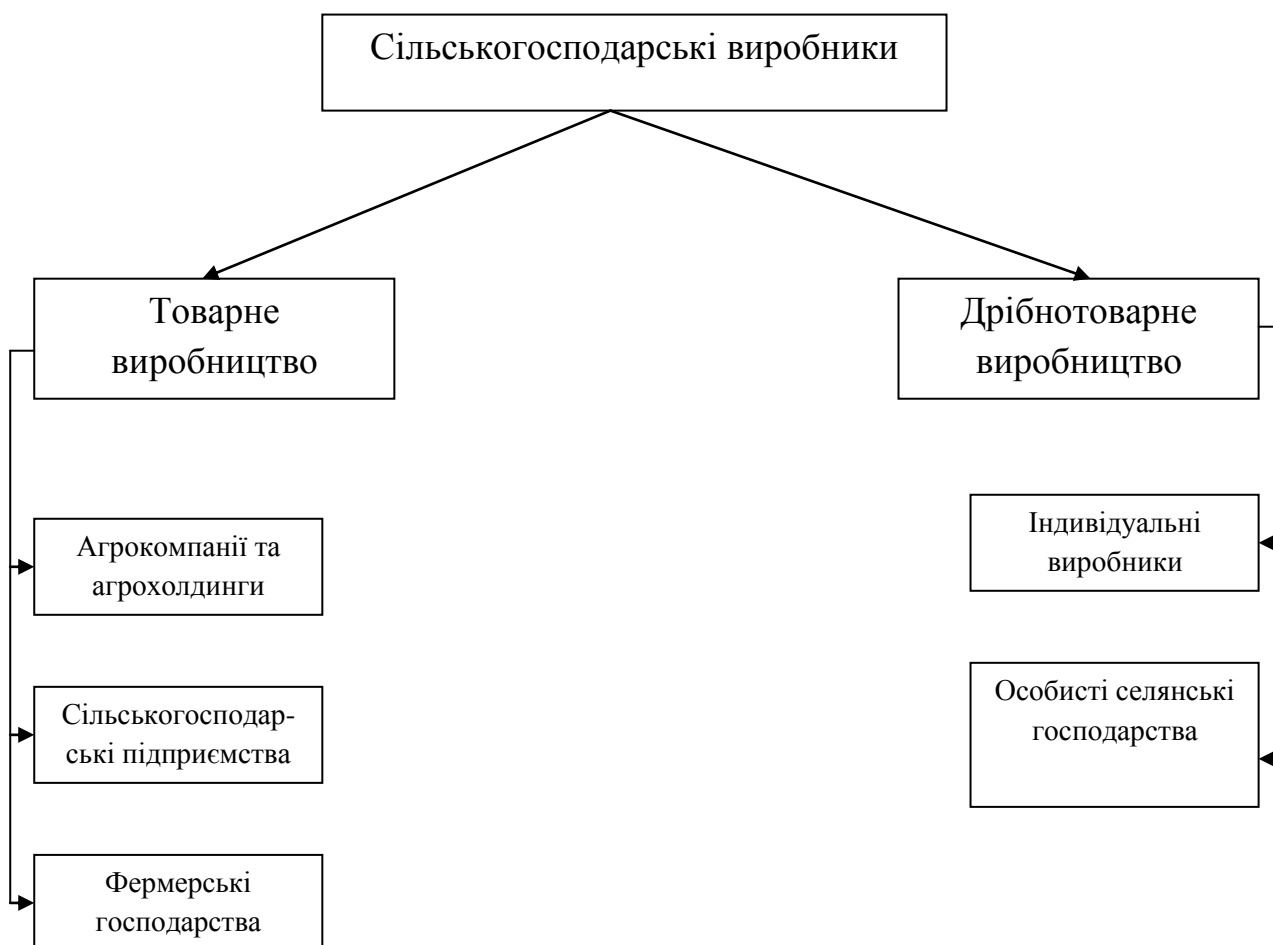 Сільськогосподарські виробники
Товарне
виробництво
Дрібнотоварне
виробництво
Агрокомпанії та
агрохолдинги
Сільськогосподар-
ські підприємства
Фермерські
господарства
Індивідуальні
виробники
Особисті селянські
господарства